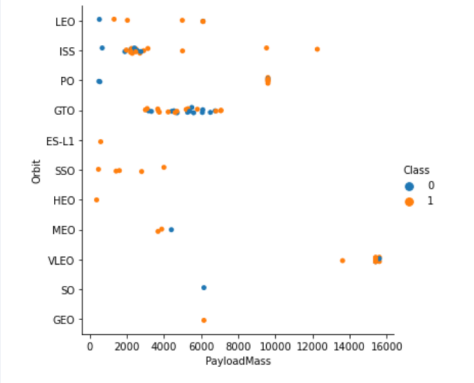 LEO
ISS
PO
GTO
ES-L1
SSO
HEO
MEO
VLEO
SO
GEO
Orbit
0 2000 4000 6000 8000 10000 12000 14000 16000
PayloadMass
Class
0
1